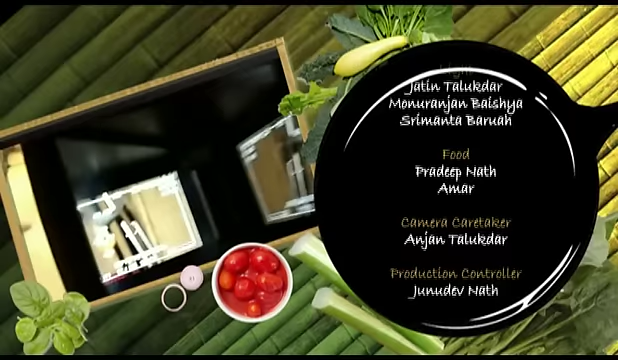 Jatin Talukdar
Monuranjan Baishya
Srimanta Baruah
Food
Pradeep Nath
Amar
Camera Caretaker
Anjan Talukdar
Production Controller
Junudev Nath